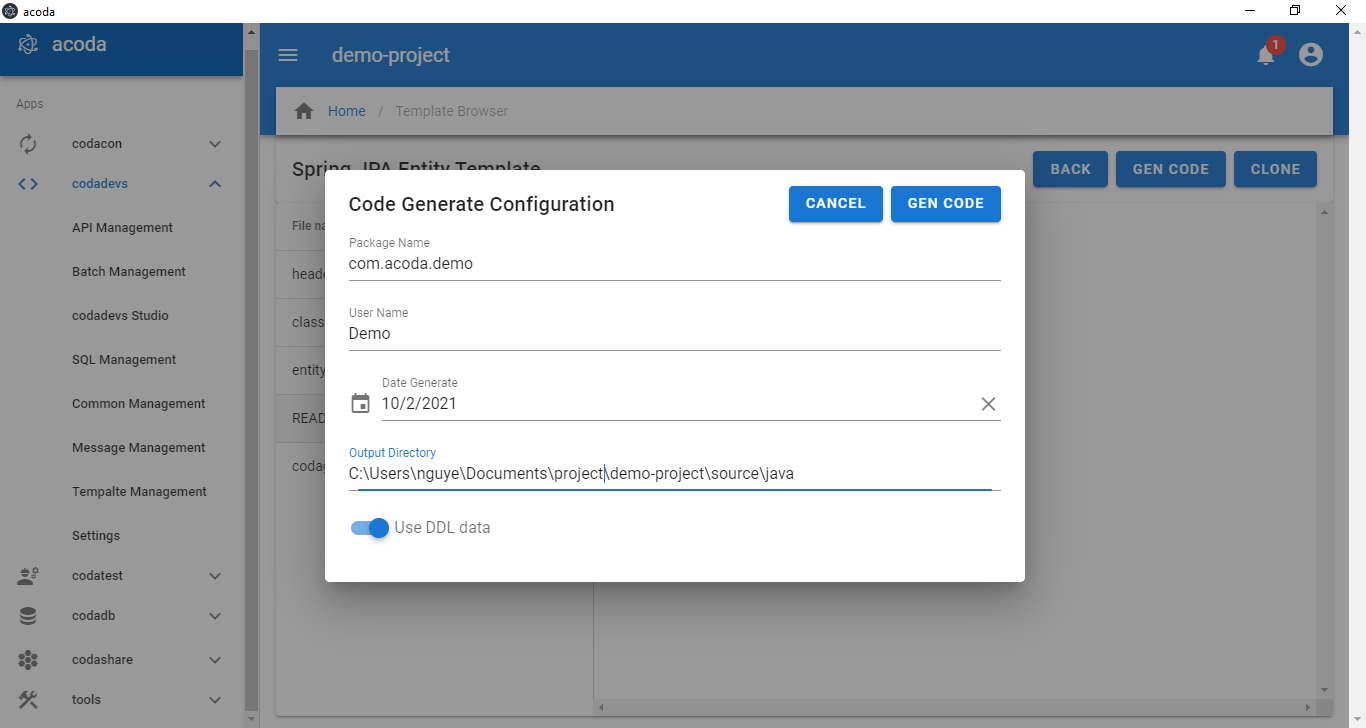 acoda
acoda
demo-project
1
Apps
Home / Template Browser
codacon
codadevs
API Management
Batch Management
codadevs Studio
SQL Management
Common Management
Message Management
Tempalte Management
Settings
codatest
codadb
codashare
tools
Spring JPA Entity Template
BACK
GEN CODE
CLONE
File na
heade
class
entity
READ
codag
Code Generate Configuration
CANCEL
GEN CODE
Package Name
com.acoda.demo
User Name
Demo
Date Generate
10/2/2021
Output Directory
C:\Users\nguye\Documents\project\demo-project\source\java
Use DDL data